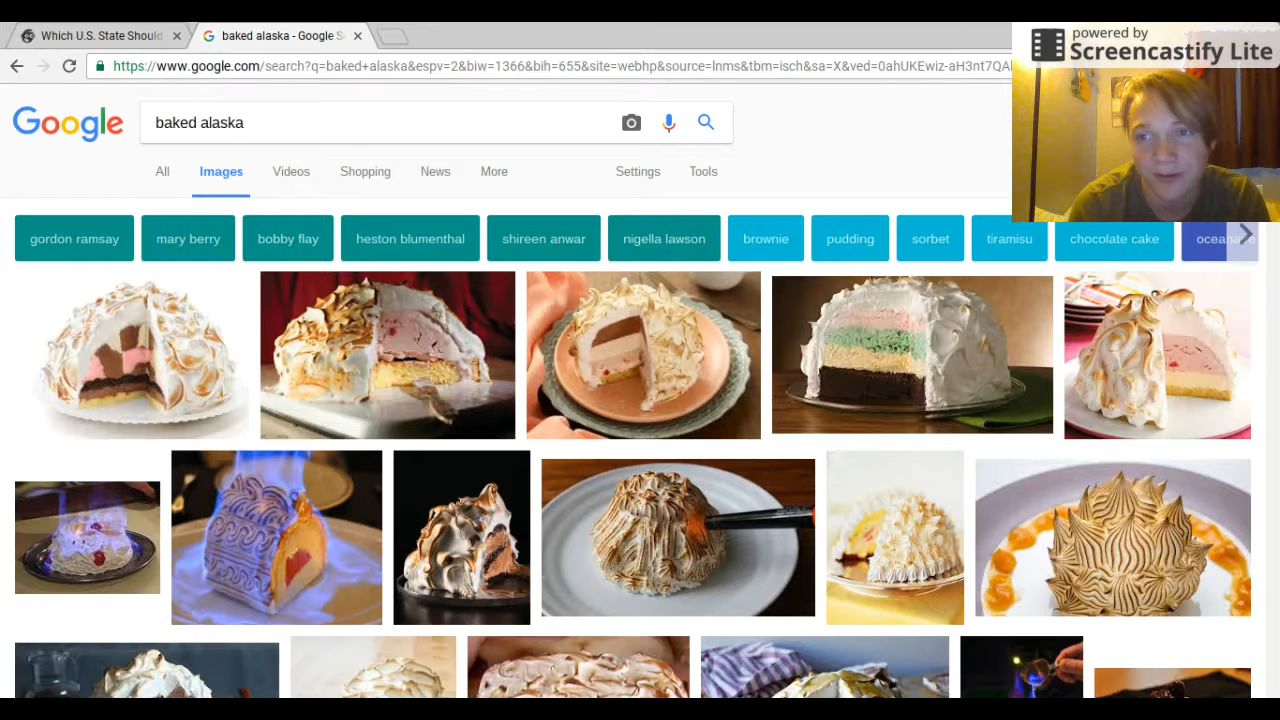 powered by
Screencastify Lite
Which U.S. State Should
baked alaska - Google S
https://www.google.com/search?q=baked+alaska&espv=2&biw=1366&bih=655&site=webhp&source=lnms&tbm=isch&sa=X&ved=0ahUKEwiz-aH3nt7QA
Google
baked alaska
All Images Videos Shopping News More Settings Tools
gordon ramsay mary berry bobby flay heston blumenthal shireen anwar nigella lawson brownie pudding sorbet tiramisu chocolate cake